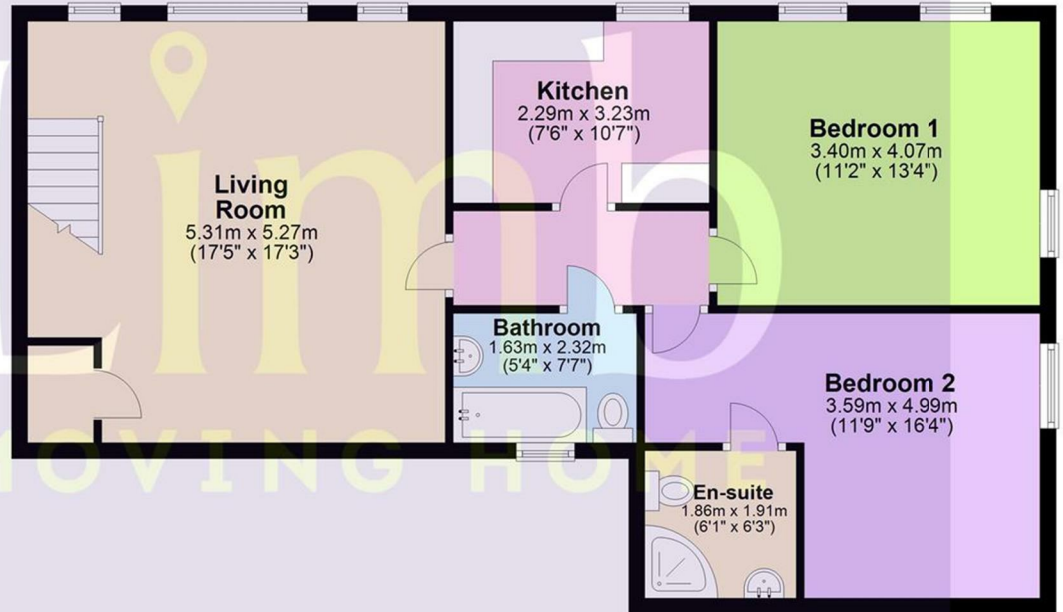 Kitchen
2.29m x 3.23m
(7'6" x 10'7")
Bedroom 1
3.40m x 4.07m
(11'2" x 13'4")
Living
Room
5.31m x 5.27m
(17'5" x 17'3")
Bathroom
1.63m x 2.32m
(5'4" x 7'7")
Bedroom 2
3.59m x 4.99m
(11'9" x 16'4")
En-suite
1.86m x 1.91m
(6'1" x 6'3")
Limb
MOVING HOME